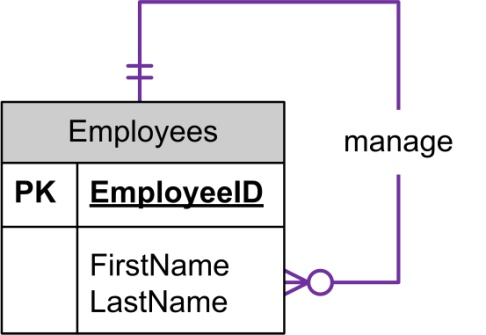 Employees
manage
PK EmployeeID
FirstName
LastName